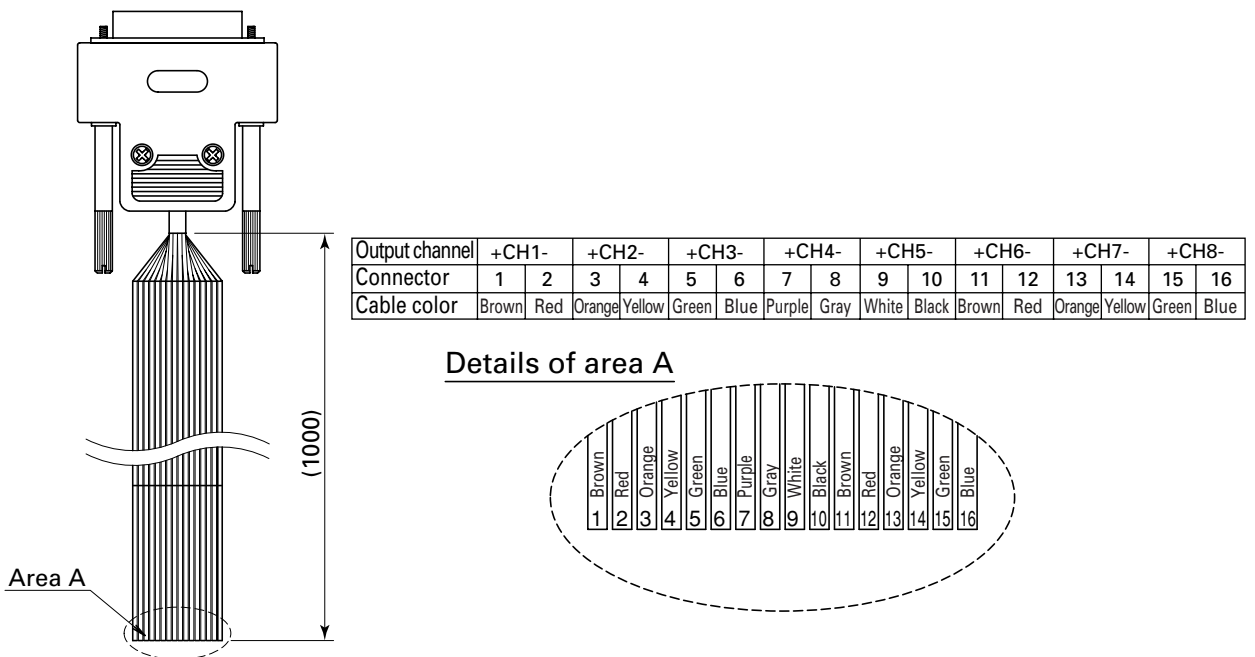 Output channel +CH1- +CH2- +CH3- +CH4- +CH5- +CH6- +CH7- +CH8-
Connector 1 2 3 4 5 6 7 8 9 10 11 12 13 14 15 16
Cable color Brown Red Orange Yellow Green Blue Purple Gray White Black Brown Red Orange Yellow Green Blue
Details of area A
(1000)
Brown Red Orange Yellow Green Blue Purple Gray White Black Brown Red Orange Yellow Green Blue
1 2 3 4 5 6 7 8 9 10 11 12 13 14 15 16
Area A